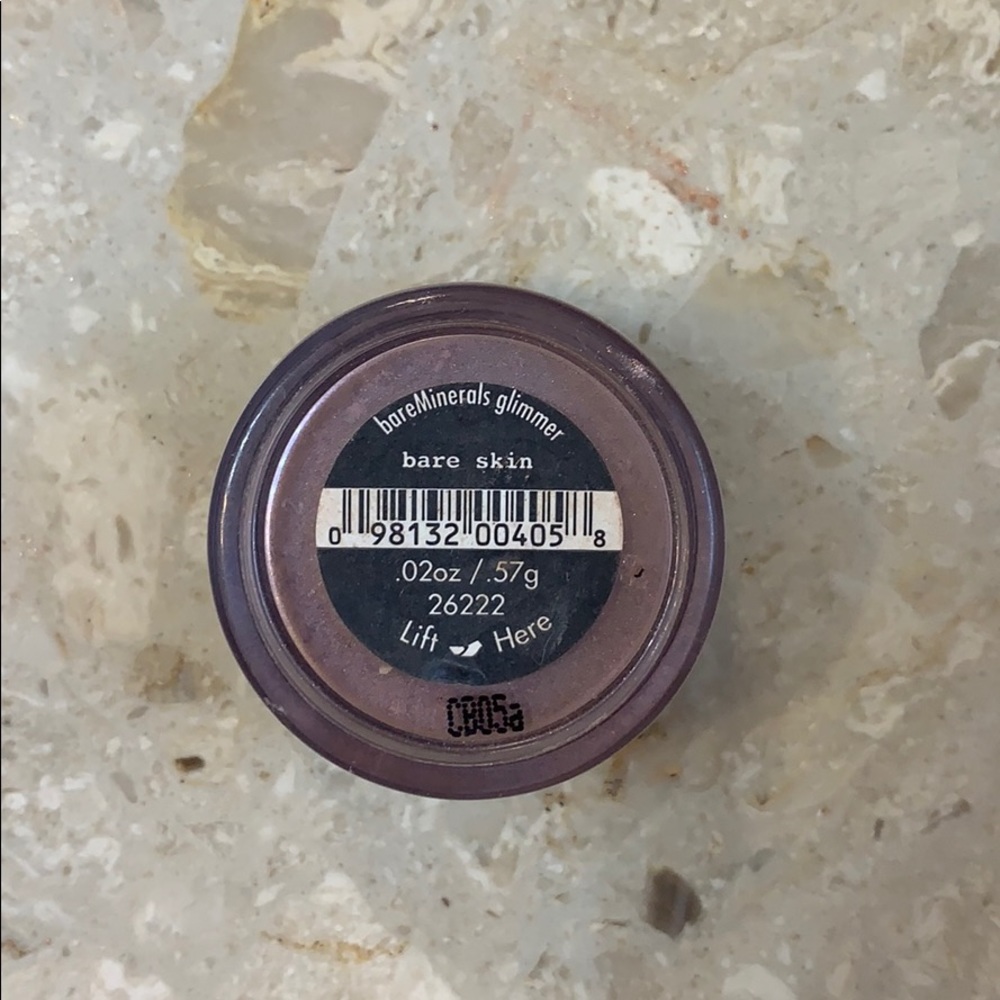 bareMinerals glimmer
bare skin
0 98132 00405 8
.02oz / .57g
26222
Lift Here
CB05a